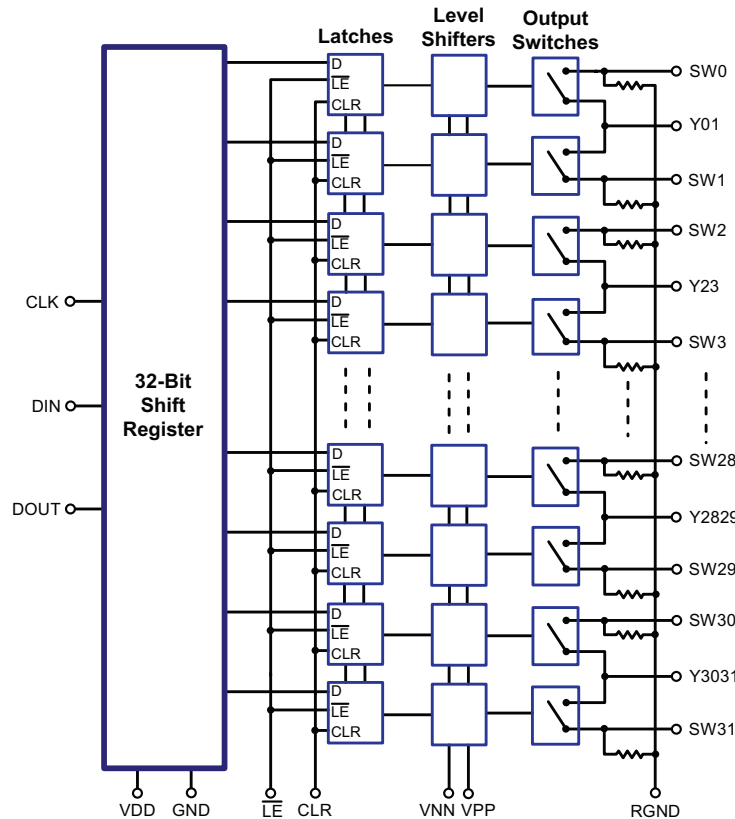 Latches
Level
Shifters
Output
Switches
D
LE
CLR
SW0
Y01
D
LE
CLR
SW1
D
LE
CLR
SW2
Y23
CLK
D
LE
CLR
SW3
32-Bit
Shift
Register
DIN
DOUT
D
LE
CLR
SW28
Y2829
D
LE
CLR
SW29
D
LE
CLR
SW30
Y3031
D
LE
CLR
SW31
VDD
GND
LE
CLR
VNN
VPP
RGND